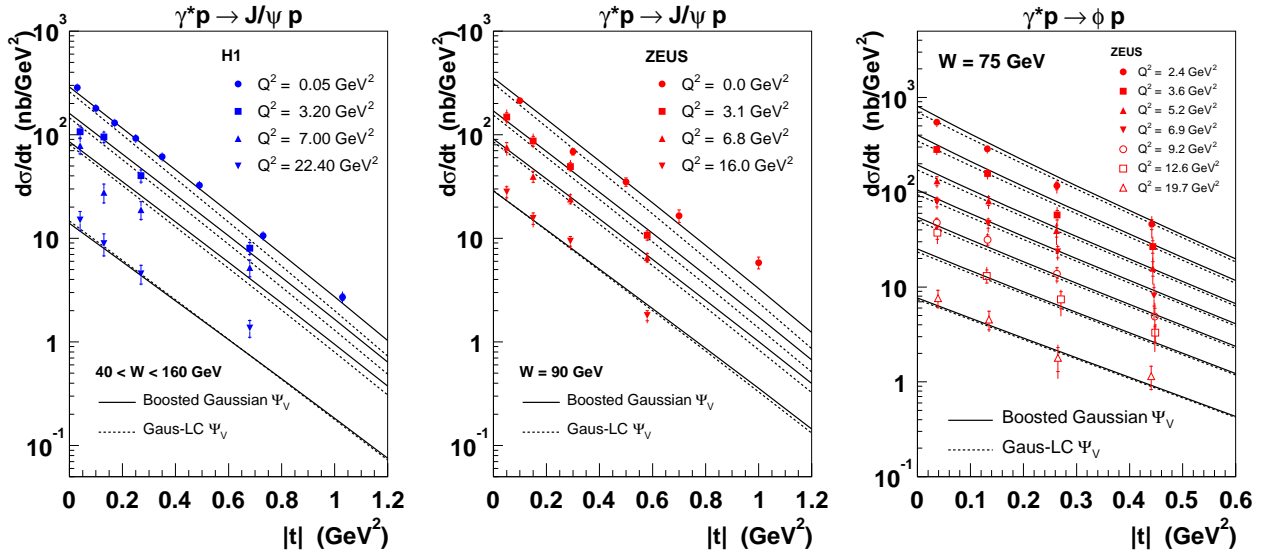 γ*p → J/ψ p
H1
Q² = 0.05 GeV²
Q² = 3.20 GeV²
Q² = 7.00 GeV²
Q² = 22.40 GeV²
40 < W < 160 GeV
Boosted Gaussian Ψ_V
Gaus-LC Ψ_V
dσ/dt (nb/GeV²)
10³
10²
10
1
10⁻¹
0 0.2 0.4 0.6 0.8 1 1.2
|t| (GeV²)
γ*p → J/ψ p
ZEUS
Q² = 0.0 GeV²
Q² = 3.1 GeV²
Q² = 6.8 GeV²
Q² = 16.0 GeV²
W = 90 GeV
Boosted Gaussian Ψ_V
Gaus-LC Ψ_V
dσ/dt (nb/GeV²)
10³
10²
10
1
10⁻¹
0 0.2 0.4 0.6 0.8 1 1.2
|t| (GeV²)
γ*p → φ p
W = 75 GeV
ZEUS
Q² = 2.4 GeV²
Q² = 3.6 GeV²
Q² = 5.2 GeV²
Q² = 6.9 GeV²
Q² = 9.2 GeV²
Q² = 12.6 GeV²
Q² = 19.7 GeV²
Boosted Gaussian Ψ_V
Gaus-LC Ψ_V
dσ/dt (nb/GeV²)
10³
10²
10
1
10⁻¹
0 0.1 0.2 0.3 0.4 0.5 0.6
|t| (GeV²)